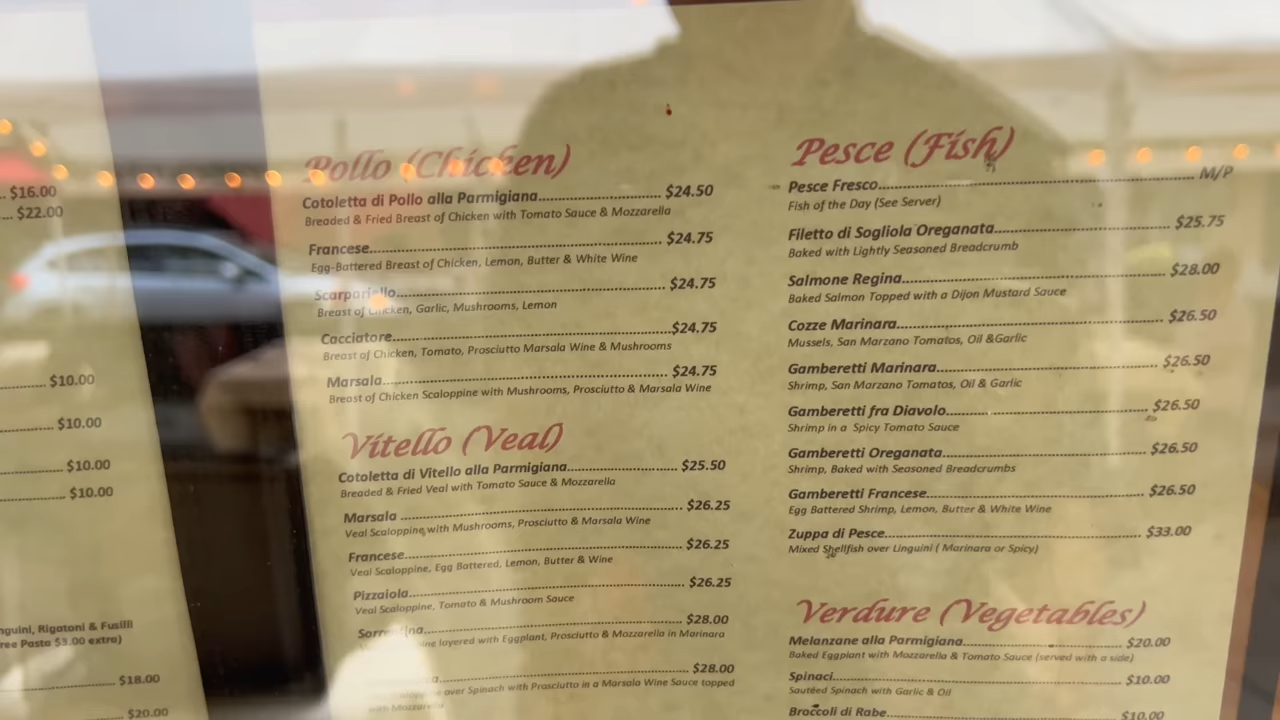 ... $16.00
... $22.00
$10.00
$10.00
$10.00
$10.00
nguini, Rigatoni & Fusilli
ree Pasta $3.00 extra)
$18.00
$20.00
Pollo (Chicken)
Cotoletta di Pollo alla Parmigiana $24.50
Breaded & Fried Breast of Chicken with Tomato Sauce & Mozzarella
Francese $24.75
Egg-Battered Breast of Chicken, Lemon, Butter & White Wine
Scarpariello $24.75
Breast of Chicken, Garlic, Mushrooms, Lemon
Cacciatore $24.75
Breast of Chicken, Tomato, Prosciutto Marsala Wine & Mushrooms
Marsala $24.75
Breast of Chicken Scaloppine with Mushrooms, Prosciutto & Marsala Wine
Vitello (Veal)
Cotoletta di Vitello alla Parmigiana $25.50
Breaded & Fried Veal with Tomato Sauce & Mozzarella
Marsala $26.25
Veal Scaloppine with Mushrooms, Prosciutto & Marsala Wine
Francese $26.25
Veal Scaloppine, Egg Battered, Lemon, Butter & Wine
Pizzaiola $26.25
Veal Scaloppine, Tomato & Mushroom Sauce
Sorrentina $28.00
layered with Eggplant, Prosciutto & Mozzarella in Marinara
$28.00
over Spinach with Prosciutto in a Marsala Wine Sauce topped
with Mozzarella
Pesce (Fish)
Pesce Fresco M/P
Fish of the Day (See Server)
Filetto di Sogliola Oreganata $25.75
Baked with Lightly Seasoned Breadcrumb
Salmone Regina $28.00
Baked Salmon Topped with a Dijon Mustard Sauce
Cozze Marinara $26.50
Mussels, San Marzano Tomatos, Oil &Garlic
Gamberetti Marinara $26.50
Shrimp, San Marzano Tomatos, Oil & Garlic
Gamberetti fra Diavolo $26.50
Shrimp in a Spicy Tomato Sauce
Gamberetti Oreganata $26.50
Shrimp, Baked with Seasoned Breadcrumbs
Gamberetti Francese $26.50
Egg Battered Shrimp, Lemon, Butter & White Wine
Zuppa di Pesce $33.00
Mixed Shellfish over Linguini ( Marinara or Spicy)
Verdure (Vegetables)
Melanzane alla Parmigiana $20.00
Baked Eggplant with Mozzarella & Tomato Sauce (served with a side)
Spinaci $10.00
Sautéed Spinach with Garlic & Oil
Broccoli di Rabe $10.00